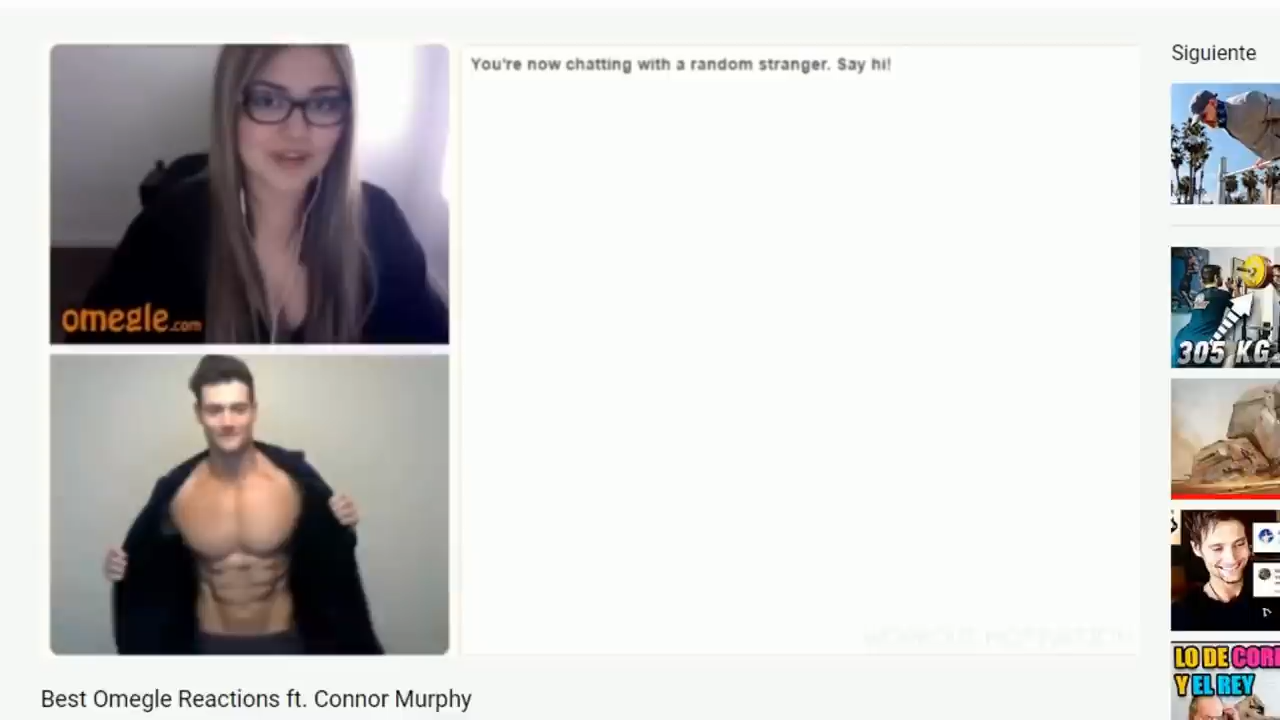 You're now chatting with a random stranger. Say hi!
Siguiente
omegle.com
305 KG
LO DE
Y EL REY
Best Omegle Reactions ft. Connor Murphy